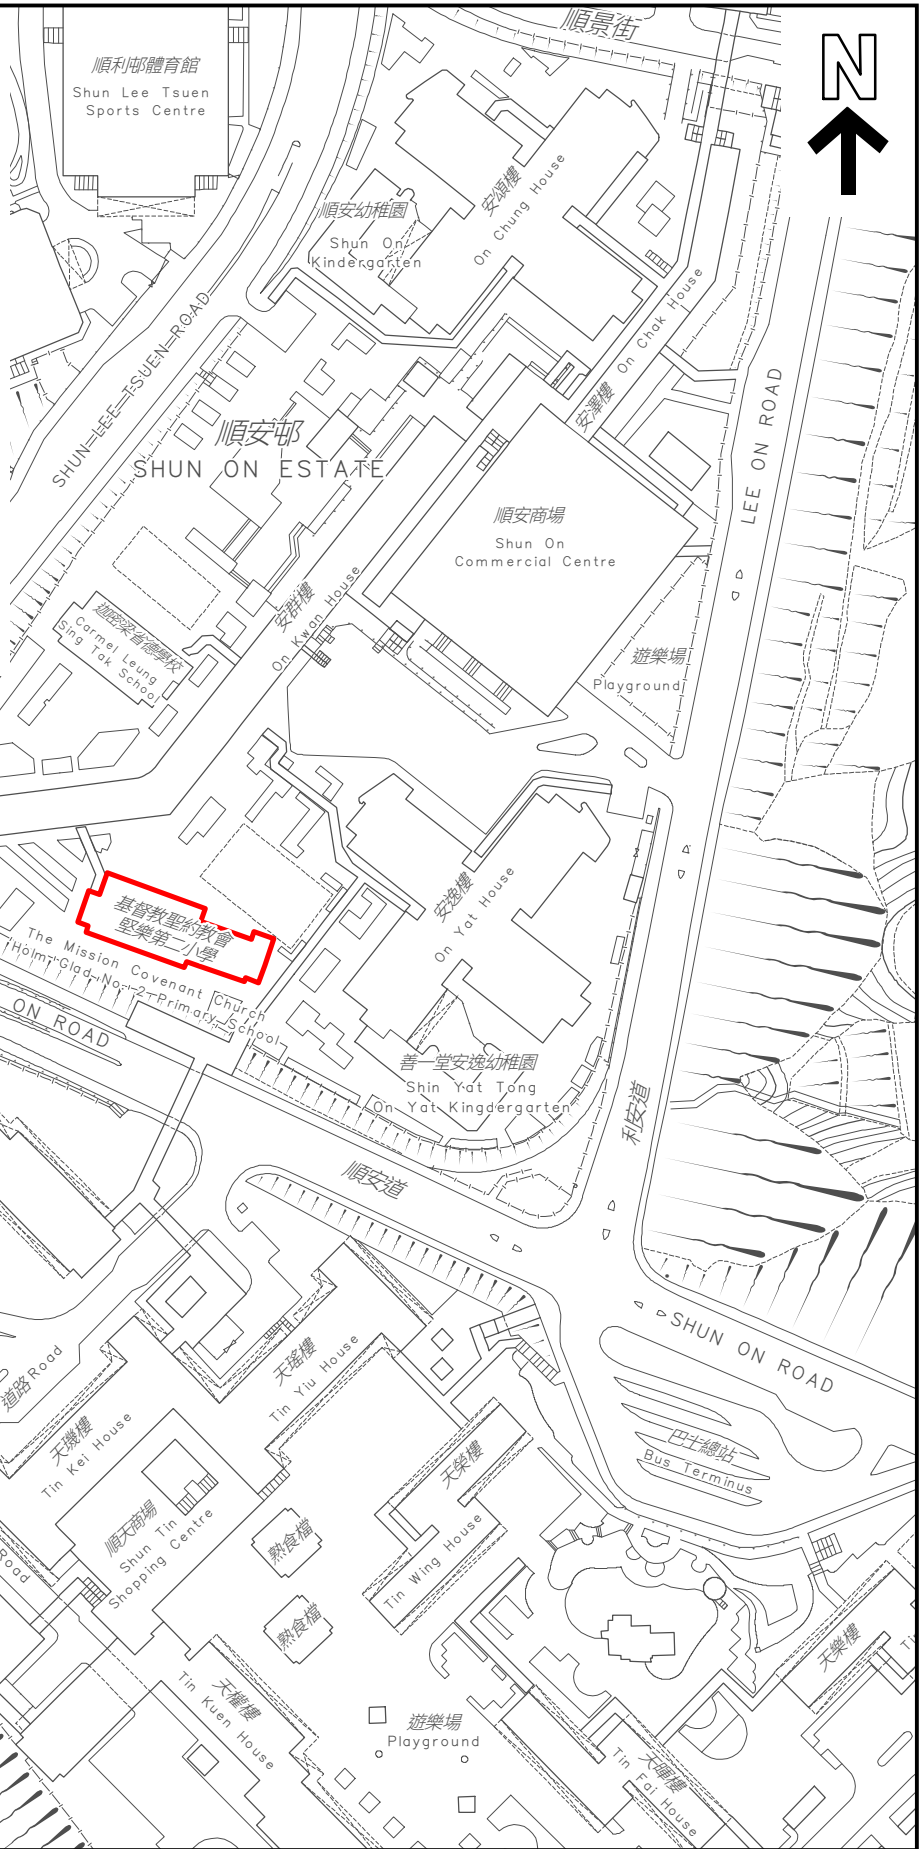 順景街
N
順利邨體育館
Shun Lee Tsuen
Sports Centre
順安幼稚園
Shun On
Kindergarten
安頌樓
On Chung House
SHUN LEE TSUEN ROAD
安澤樓 On Chak House
LEE ON ROAD
順安邨
SHUN ON ESTATE
順安商場
Shun On
Commercial Centre
安群樓
On Kwan House
迦密梁省德學校
Carmel Leung
Sing Tak School
遊樂場
Playground
安逸樓
On Yat House
基督教聖約教會
堅樂第一小學
The Mission Covenant Church
Holm Glad No. 2 Primary School
ON ROAD
善一堂安逸幼稚園
Shin Yat Tong
On Yat Kingdergarten
利安道
順安道
SHUN ON ROAD
道路 Road
天瑤樓
Tin Yiu House
天璣樓
Tin Kei House
巴士總站
Bus Terminus
天榮樓
Tin Wing House
順天商場
Shun Tin
Shopping Centre
熟食檔
Road
熟食檔
天樂樓
Tin
天權樓
Tin Kuen House
遊樂場
Playground
天暉樓
Tin Fai House